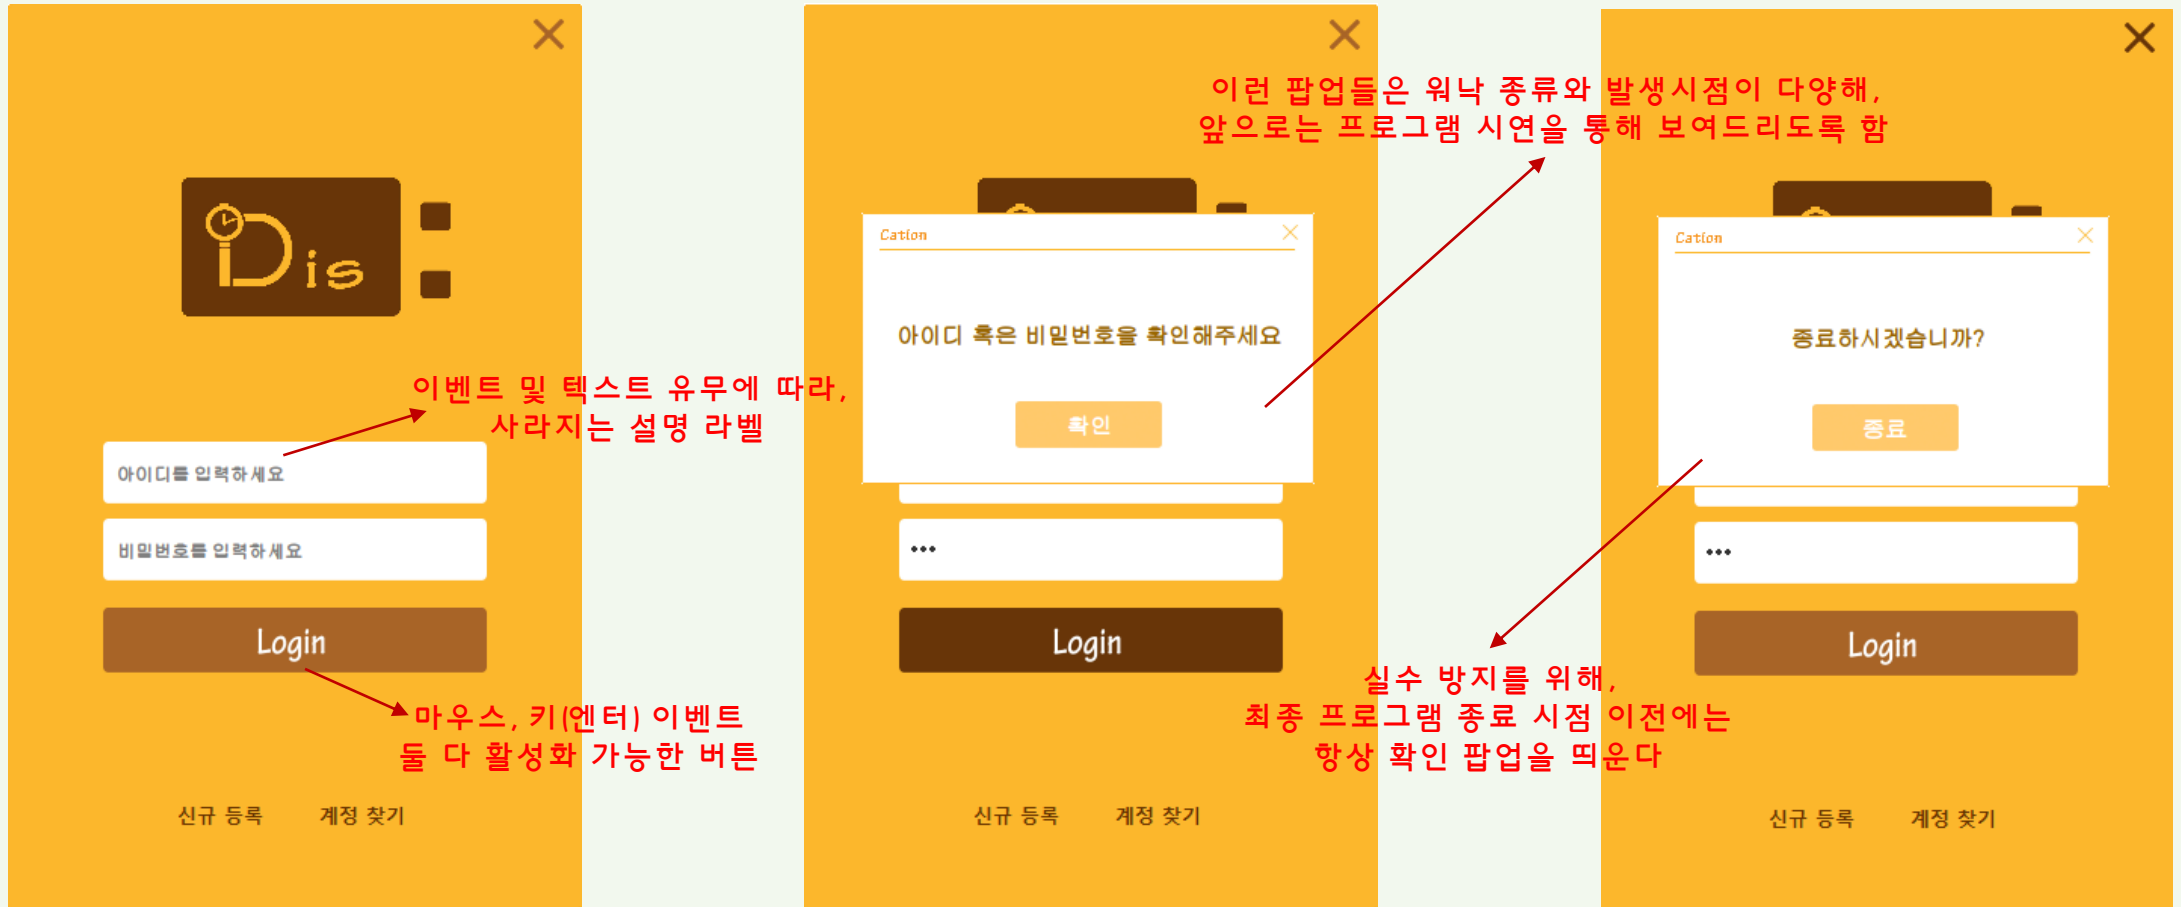 Dis
이벤트 및 텍스트 유무에 따라,
사라지는 설명 라벨
아이디를 입력하세요
비밀번호를 입력하세요
Login
마우스, 키(엔터) 이벤트
둘 다 활성화 가능한 버튼
신규 등록 계정 찾기
이런 팝업들은 워낙 종류와 발생시점이 다양해,
앞으로는 프로그램 시연을 통해 보여드리도록 함
Cation
아이디 혹은 비밀번호을 확인해주세요
확인
•••
Login
신규 등록 계정 찾기
Cation
종료하시겠습니까?
종료
•••
Login
실수 방지를 위해,
최종 프로그램 종료 시점 이전에는
항상 확인 팝업을 띄운다
신규 등록 계정 찾기